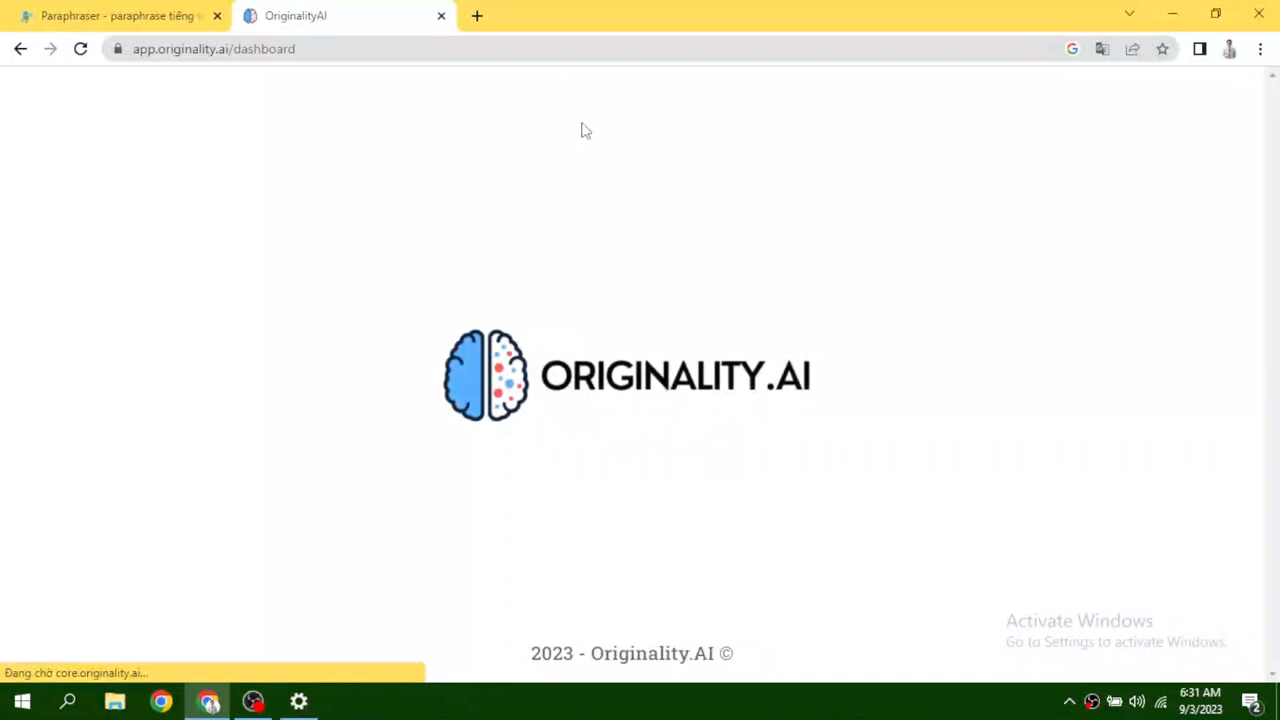 Paraphraser - paraphrase tiếng
OriginalityAI
app.originality.ai/dashboard
ORIGINALITY.AI
Activate Windows
Go to Settings to activate Windows.
2023 - Originality.AI ©
Đang chờ core.originality.ai...
6:31 AM
9/3/2023
2